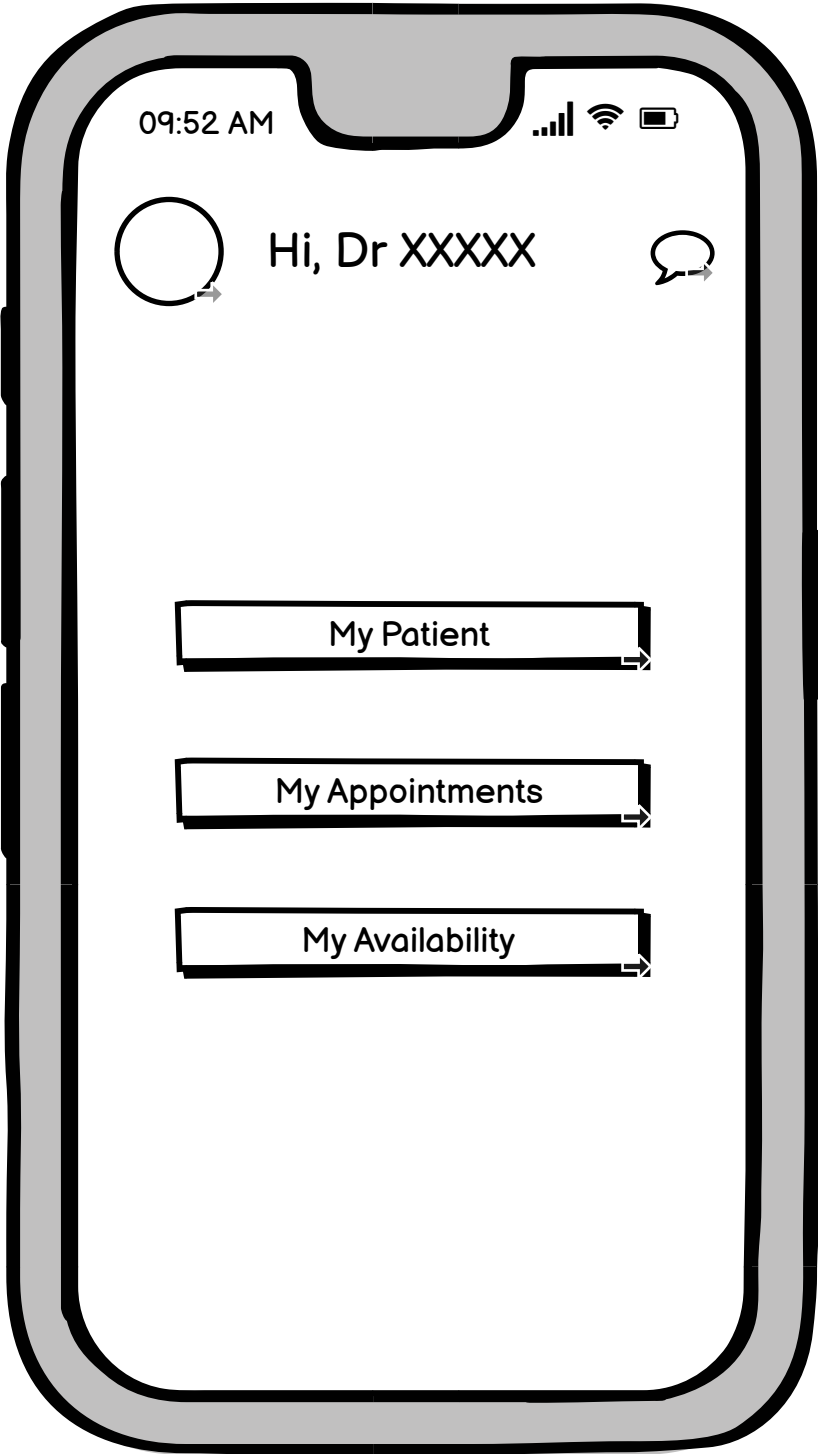 09:52 AM
Hi, Dr XXXXX
My Patient
My Appointments
My Availability